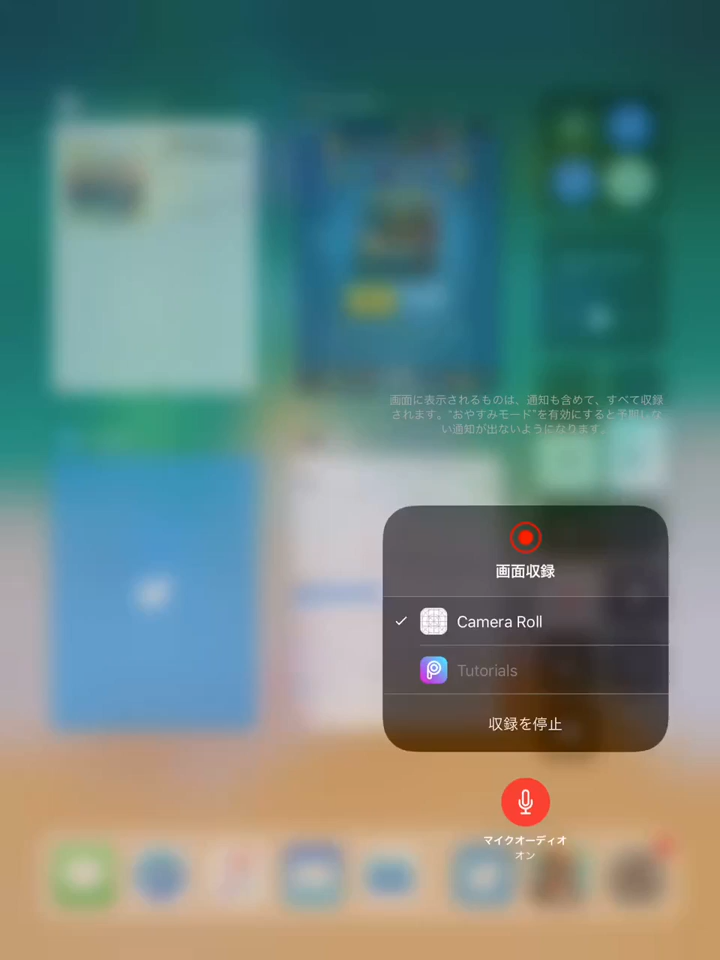 画面に表示されるものは、通知も含めて、すべて収録
されます。“おやすみモード”を有効にすると予期しな
い通知が出ないようになります。
画面収録
Camera Roll
Tutorials
収録を停止
マイクオーディオ
オン